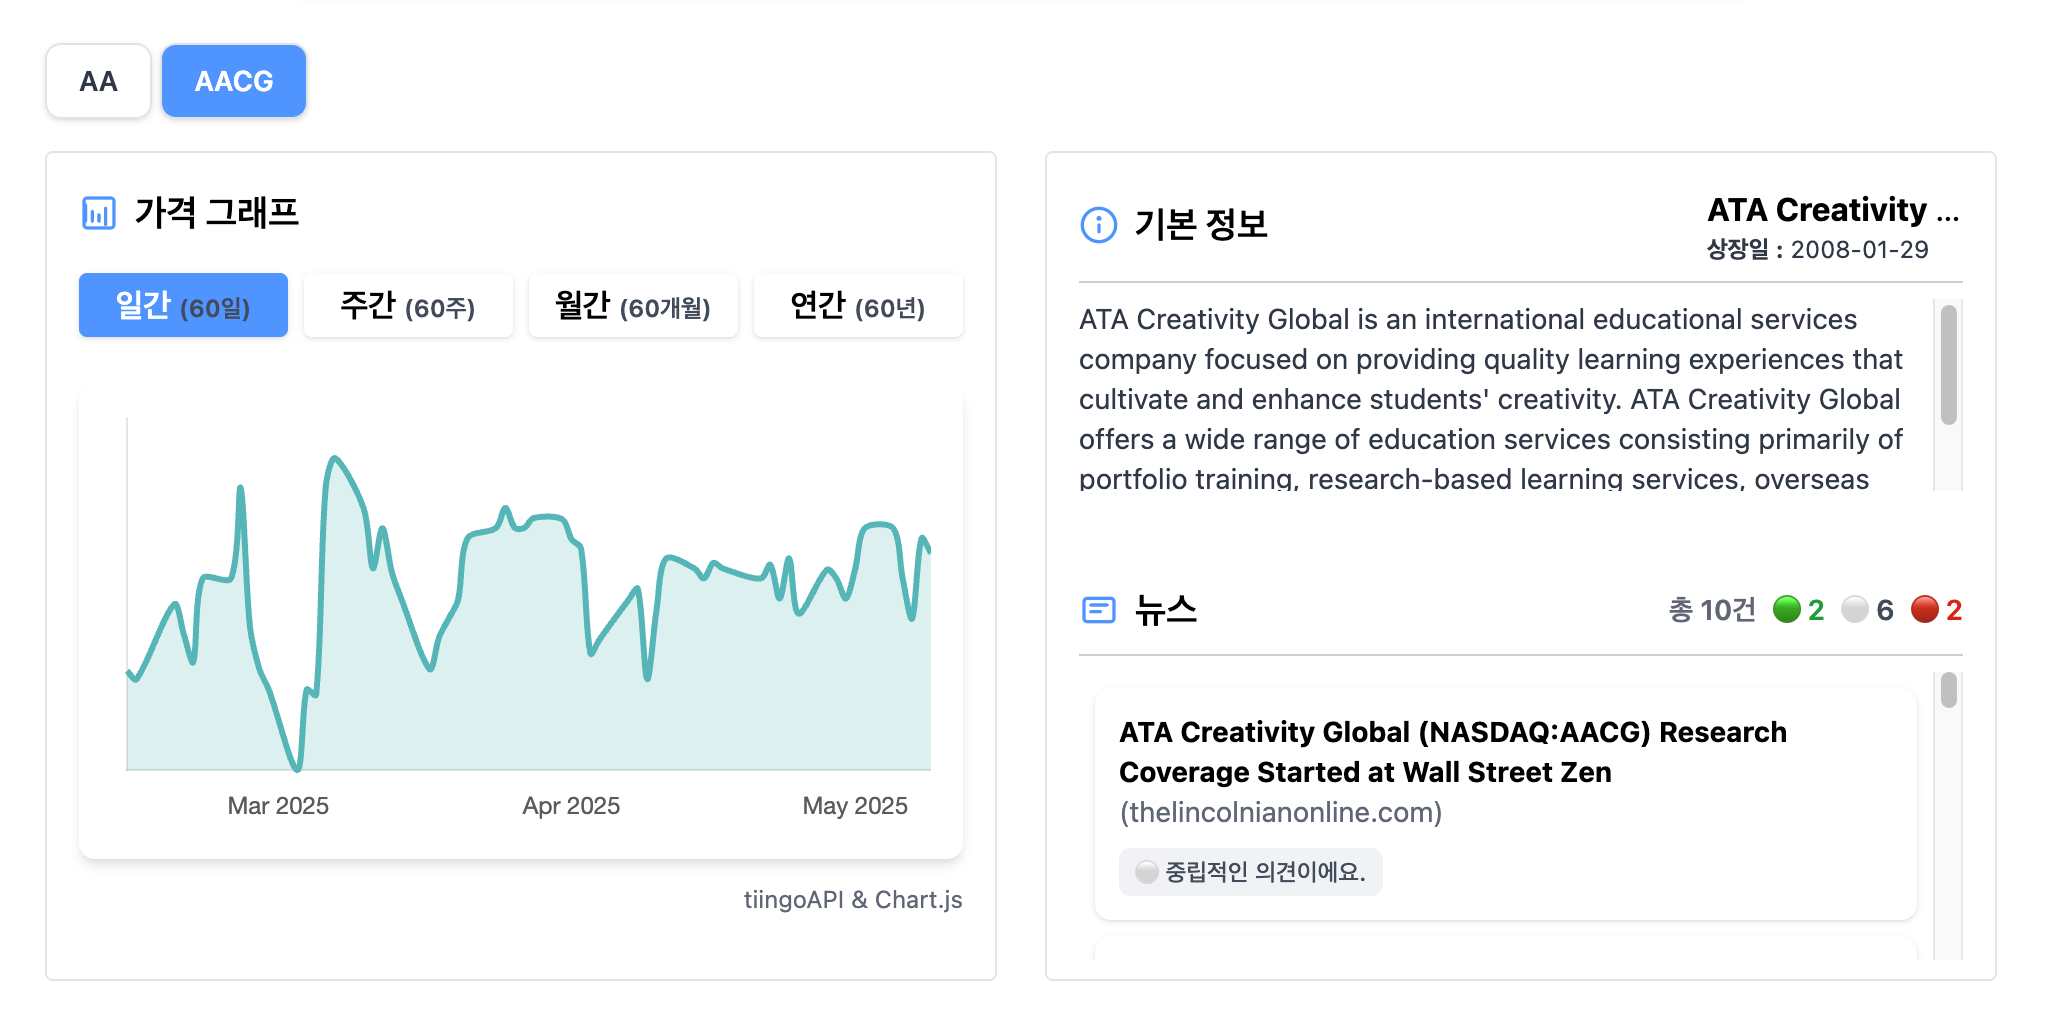 AA
AACG
가격 그래프
일간 (60일)
주간 (60주)
월간 (60개월)
연간 (60년)
Mar 2025
Apr 2025
May 2025
tiingoAPI & Chart.js
기본 정보
ATA Creativity ...
상장일 : 2008-01-29
ATA Creativity Global is an international educational services
company focused on providing quality learning experiences that
cultivate and enhance students' creativity. ATA Creativity Global
offers a wide range of education services consisting primarily of
portfolio training, research-based learning services, overseas
뉴스
총 10건 2 6 2
ATA Creativity Global (NASDAQ:AACG) Research
Coverage Started at Wall Street Zen
(thelincolnianonline.com)
중립적인 의견이에요.